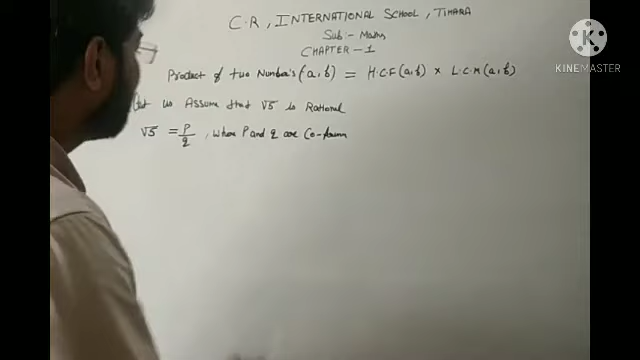 C.R, INTERNATIONAL SCHOOL, TIHARA
Sub:- Maths
CHAPTER - 1
Product of two Number's (a, b) = H.C.F (a, b) × L.C.M (a, b)
Let us Assume that √5 is Rational
√5 = p/q, where P and q are Co-prime
KINEMASTER